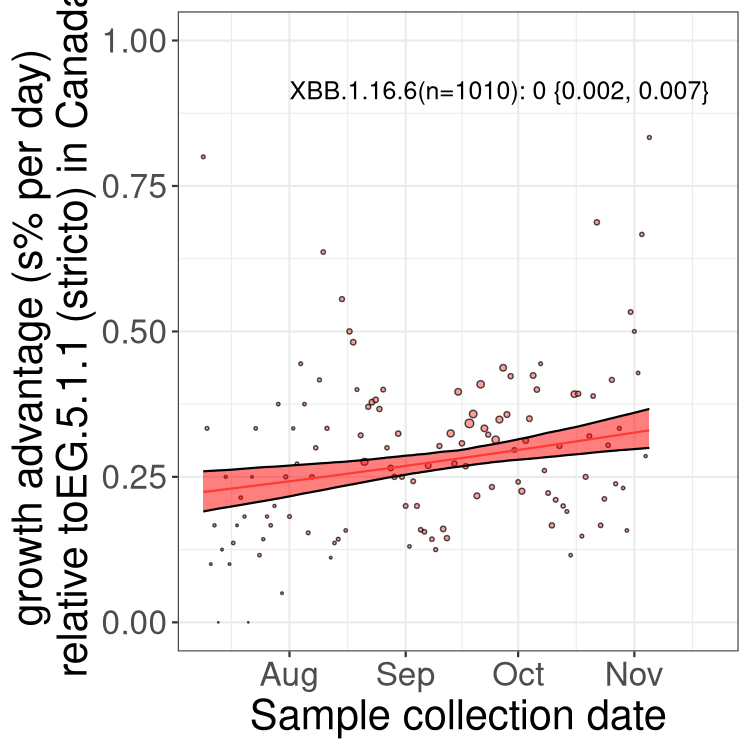 growth advantage (s% per day)
relative toEG.5.1.1 (stricto) in Canada
1.00
0.75
0.50
0.25
0.00
XBB.1.16.6(n=1010): 0 {0.002, 0.007}
Aug Sep Oct Nov
Sample collection date